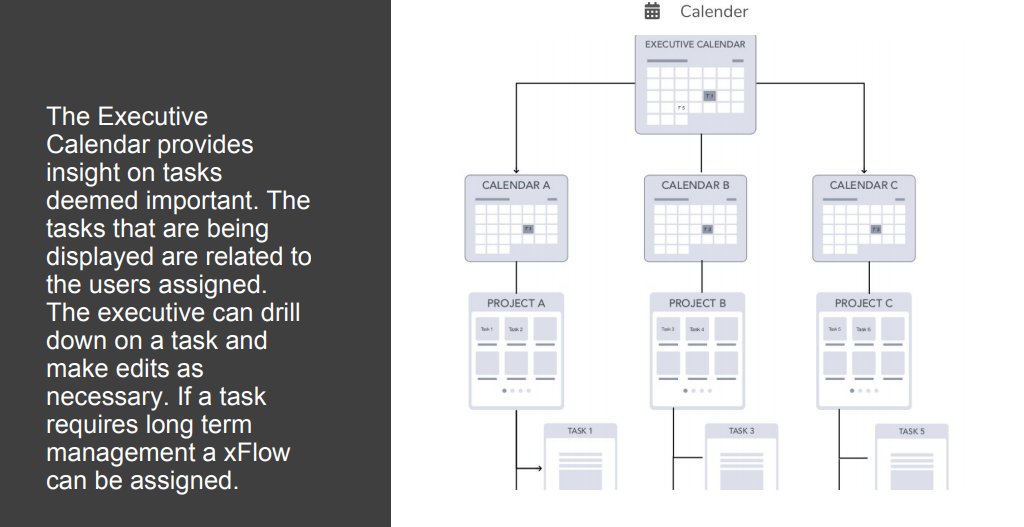 The Executive
Calendar provides
insight on tasks
deemed important. The
tasks that are being
displayed are related to
the users assigned.
The executive can drill
down on a task and
make edits as
necessary. If a task
requires long term
management a xFlow
can be assigned.
Calender
EXECUTIVE CALENDAR
T 1
T 5
CALENDAR A
CALENDAR B
CALENDAR C
T 1
PROJECT A
PROJECT B
PROJECT C
Task 1 Task 2
Task 3 Task 4
Task 5 Task 6
TASK 1
TASK 3
TASK 5